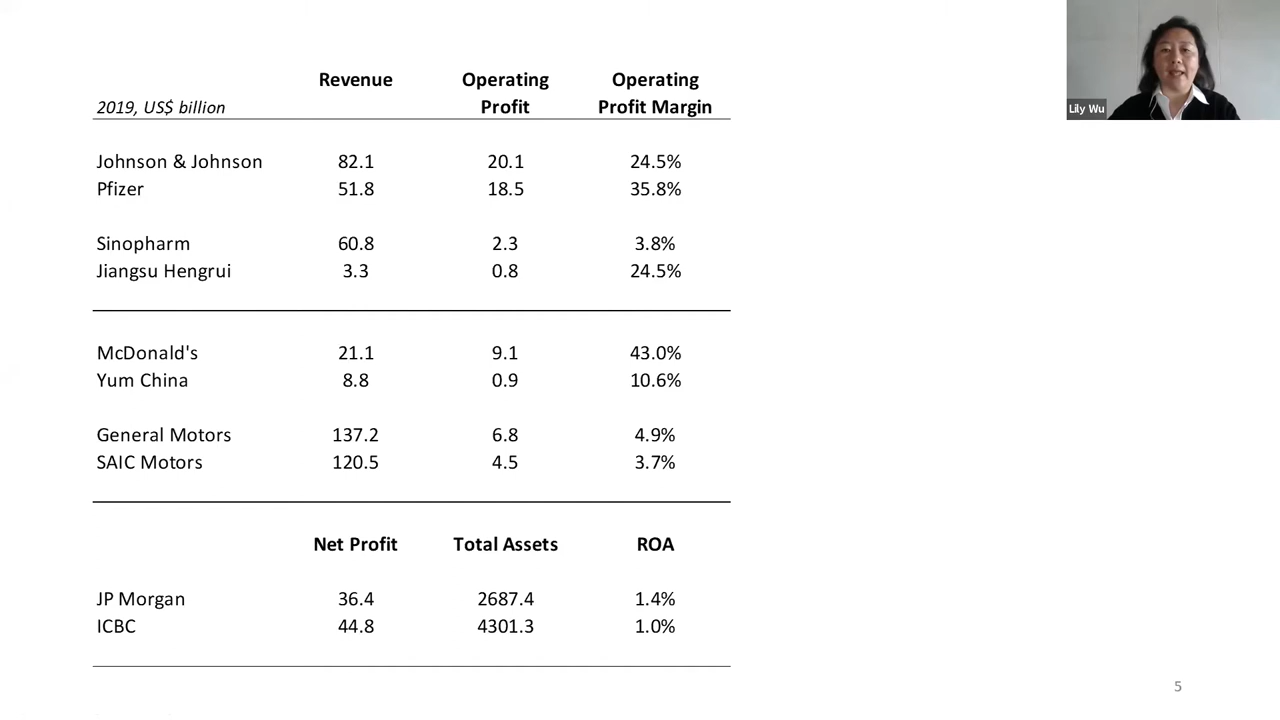 Revenue Operating Operating
2019, US$ billion Profit Profit Margin
Johnson & Johnson 82.1 20.1 24.5%
Pfizer 51.8 18.5 35.8%
Sinopharm 60.8 2.3 3.8%
Jiangsu Hengrui 3.3 0.8 24.5%
McDonald's 21.1 9.1 43.0%
Yum China 8.8 0.9 10.6%
General Motors 137.2 6.8 4.9%
SAIC Motors 120.5 4.5 3.7%
Net Profit Total Assets ROA
JP Morgan 36.4 2687.4 1.4%
ICBC 44.8 4301.3 1.0%
Lily Wu
5